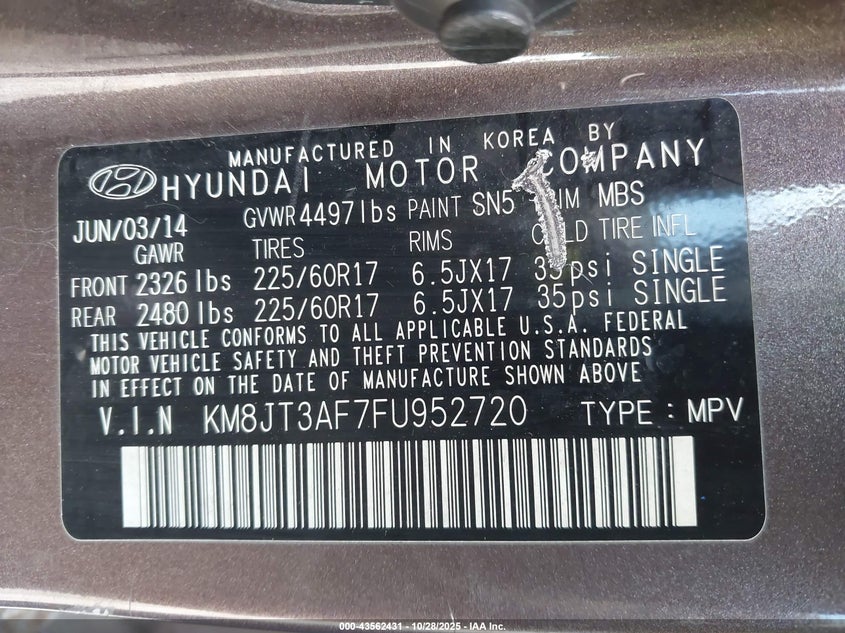 MANUFACTURED IN KOREA BY
HYUNDAI MOTOR COMPANY
JUN/03/14 GVWR 4497lbs PAINT SN5 MBS
GAWR TIRES RIMS TIRE INFL
FRONT 2326 lbs 225/60R17 6.5JX17 35psi SINGLE
REAR 2480 lbs 225/60R17 6.5JX17 35psi SINGLE
THIS VEHICLE CONFORMS TO ALL APPLICABLE U.S.A. FEDERAL
MOTOR VEHICLE SAFETY AND THEFT PREVENTION STANDARDS
IN EFFECT ON THE DATE OF MANUFACTURE SHOWN ABOVE
V.I.N KM8JT3AF7FU952720 TYPE : MPV
000-43562431 - 10/28/2025 - IAA Inc.